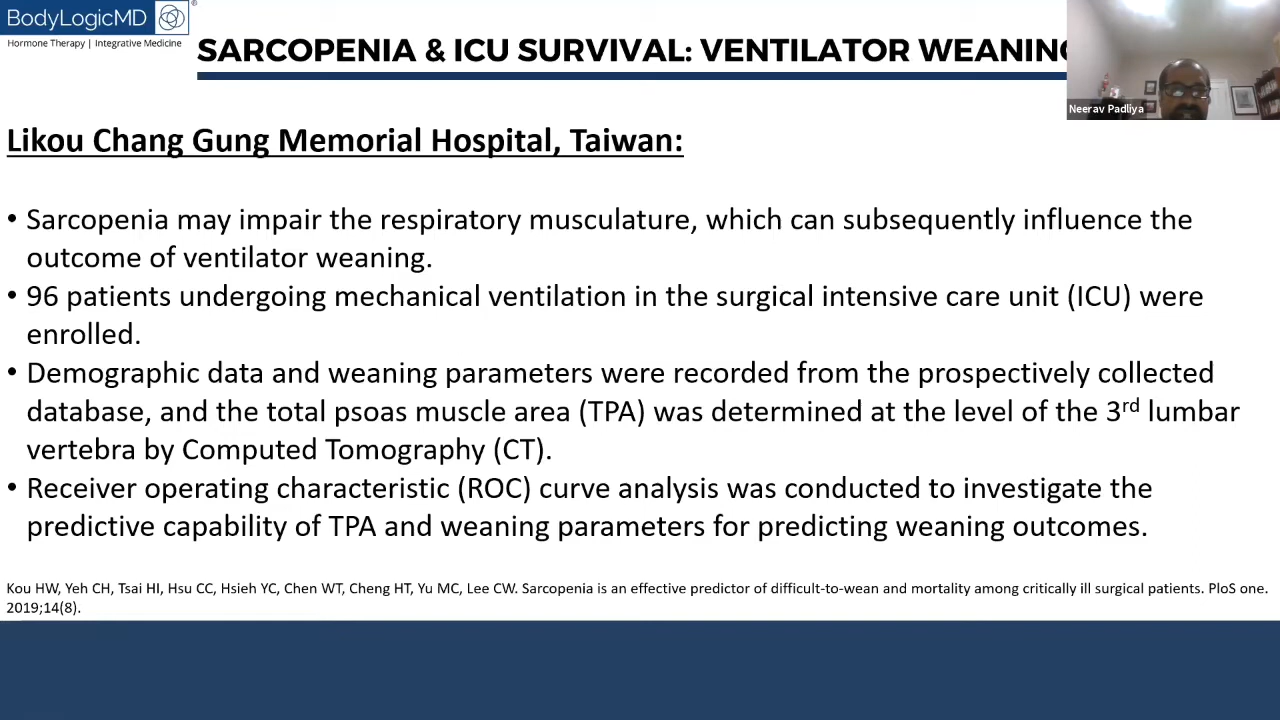 BodyLogicMD
®
Hormone Therapy | Integrative Medicine
SARCOPENIA & ICU SURVIVAL: VENTILATOR WEANING
Neerav Padliya
Likou Chang Gung Memorial Hospital, Taiwan:
• Sarcopenia may impair the respiratory musculature, which can subsequently influence the
outcome of ventilator weaning.
• 96 patients undergoing mechanical ventilation in the surgical intensive care unit (ICU) were
enrolled.
• Demographic data and weaning parameters were recorded from the prospectively collected
database, and the total psoas muscle area (TPA) was determined at the level of the 3rd lumbar
vertebra by Computed Tomography (CT).
• Receiver operating characteristic (ROC) curve analysis was conducted to investigate the
predictive capability of TPA and weaning parameters for predicting weaning outcomes.
Kou HW, Yeh CH, Tsai HI, Hsu CC, Hsieh YC, Chen WT, Cheng HT, Yu MC, Lee CW. Sarcopenia is an effective predictor of difficult-to-wean and mortality among critically ill surgical patients. PloS one.
2019;14(8).